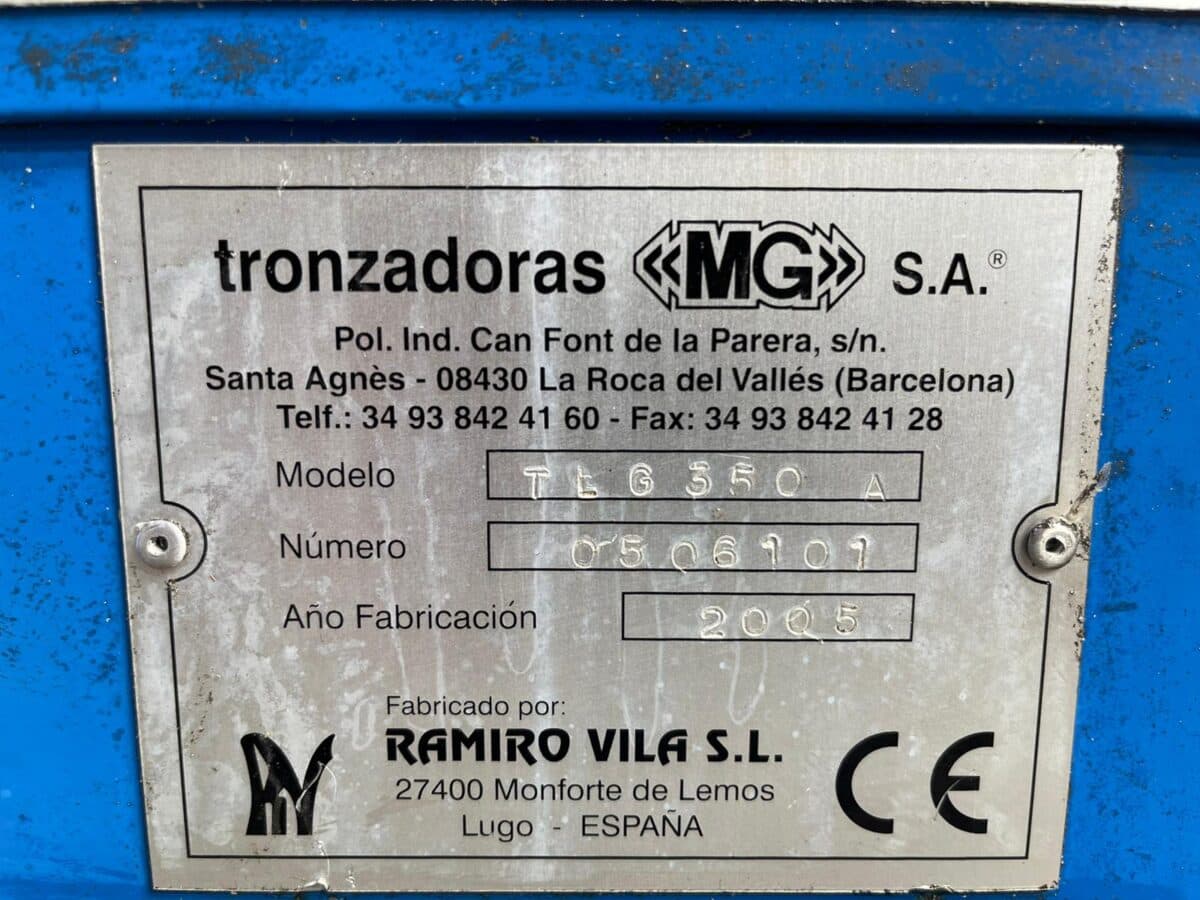 tronzadoras «MG» S.A.®
Pol. Ind. Can Font de la Parera, s/n.
Santa Agnès - 08430 La Roca del Vallés (Barcelona)
Telf.: 34 93 842 41 60 - Fax: 34 93 842 41 28
Modelo TLG 350 A
Número 0506101
Año Fabricación 2005
Fabricado por:
RAMIRO VILA S.L.
27400 Monforte de Lemos
Lugo - ESPAÑA
CE